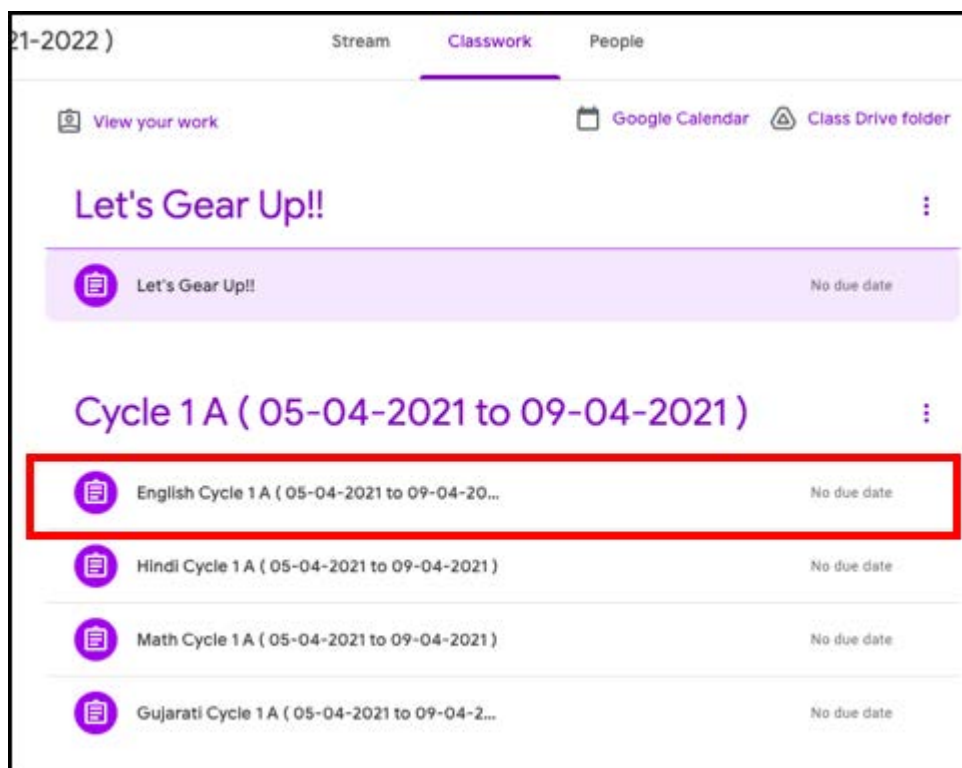 21-2022 )
Stream Classwork People
View your work Google Calendar Class Drive folder
Let's Gear Up!!
Let's Gear Up!! No due date
Cycle 1 A ( 05-04-2021 to 09-04-2021 )
English Cycle 1 A ( 05-04-2021 to 09-04-20... No due date
Hindi Cycle 1 A ( 05-04-2021 to 09-04-2021 ) No due date
Math Cycle 1 A ( 05-04-2021 to 09-04-2021 ) No due date
Gujarati Cycle 1 A ( 05-04-2021 to 09-04-2... No due date